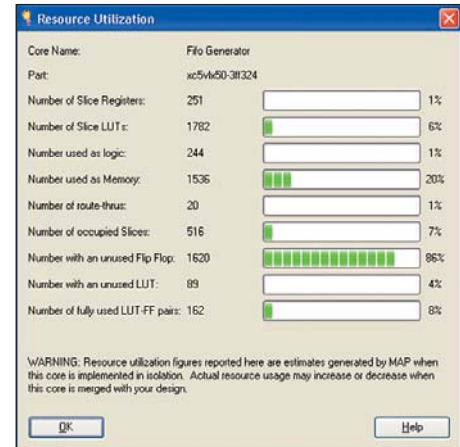 Resource Utilization
Core Name: Fifo Generator
Part: xc5vlx50-3ff324
Number of Slice Registers: 251 1%
Number of Slice LUTs: 1782 6%
Number used as logic: 244 1%
Number used as Memory: 1536 20%
Number of route-thrus: 20 1%
Number of occupied Slices: 516 7%
Number with an unused Flip Flop: 1620 86%
Number with an unused LUT: 89 4%
Number of fully used LUT-FF pairs: 162 8%
WARNING: Resource utilization figures reported here are estimates generated by MAP when
this core is implemented in isolation. Actual resource usage may increase or decrease when
this core is merged with your design.
OK Help